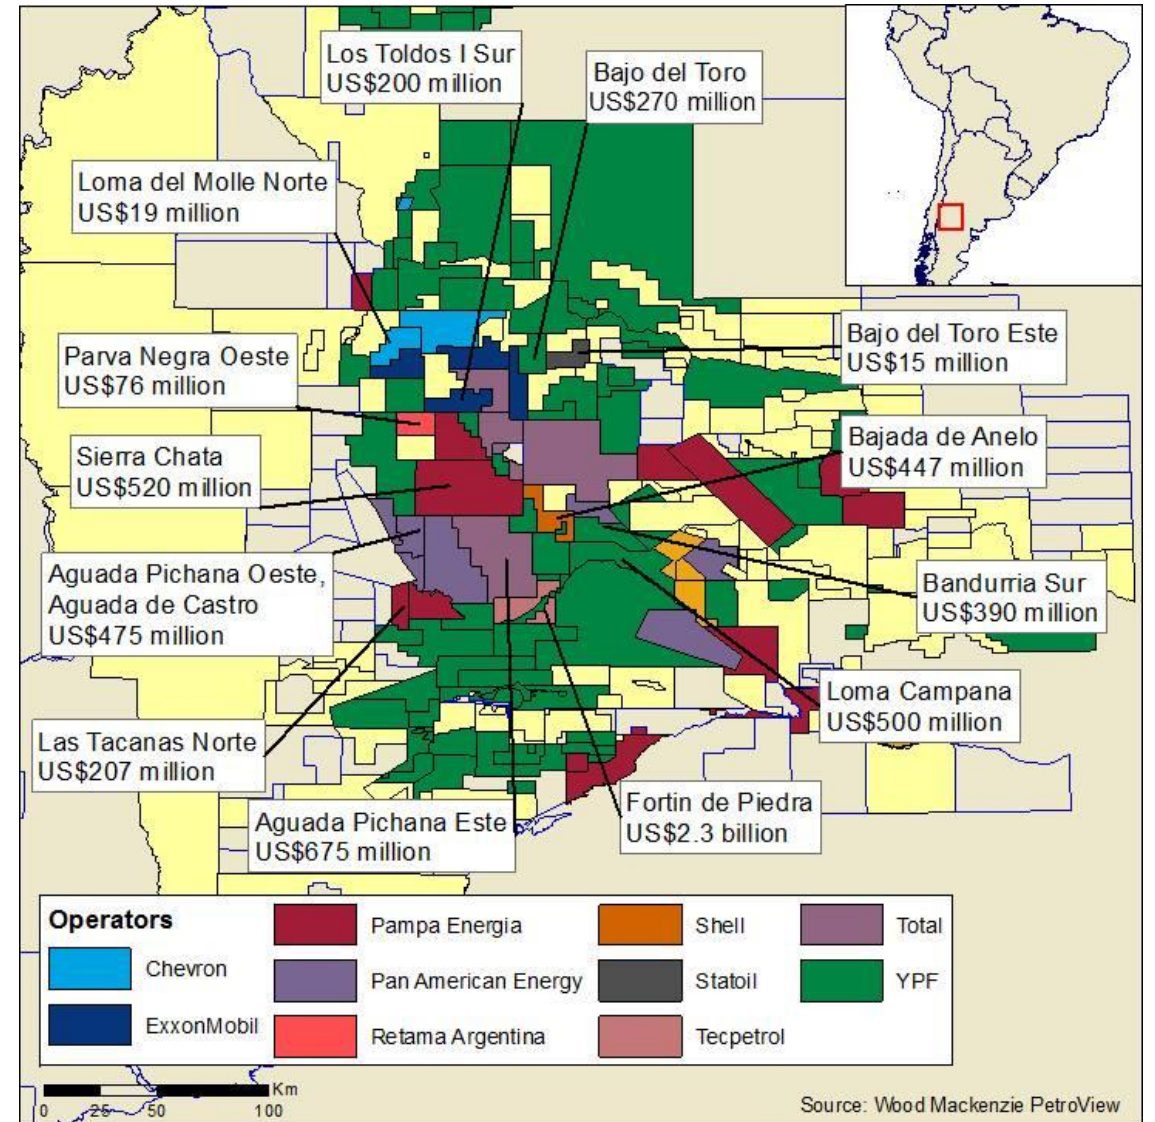 Los Toldos I Sur
US$200 million
Bajo del Toro
US$270 million
Loma del Molle Norte
US$19 million
Parva Negra Oeste
US$76 million
Bajo del Toro Este
US$15 million
Sierra Chata
US$520 million
Bajada de Anelo
US$447 million
Aguada Pichana Oeste,
Aguada de Castro
US$475 million
Bandurria Sur
US$390 million
Loma Campana
US$500 million
Las Tacanas Norte
US$207 million
Aguada Pichana Este
US$675 million
Fortin de Piedra
US$2.3 billion
Operators
Chevron
ExxonMobil
Pampa Energia
Pan American Energy
Retama Argentina
Shell
Statoil
Tecpetrol
Total
YPF
Km
0 25 50 100
Source: Wood Mackenzie PetroView